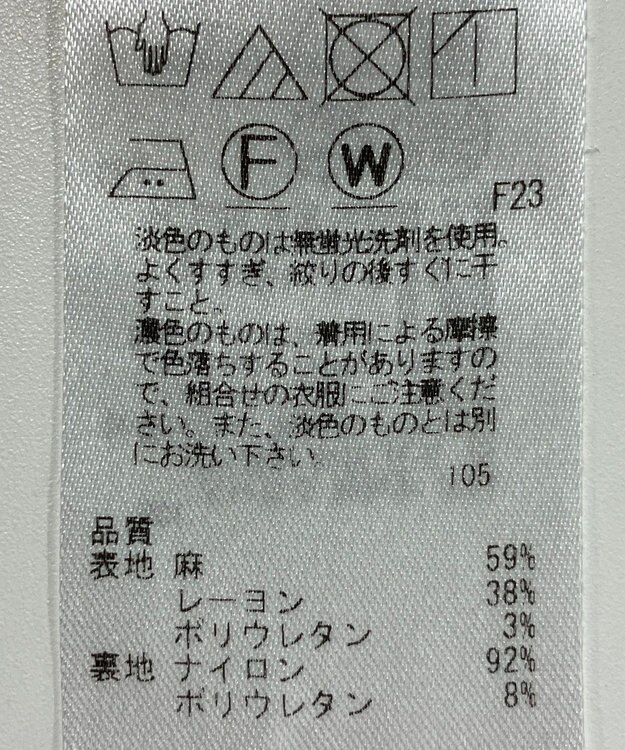 F W F23
淡色のものは無蛍光洗剤を使用。
よくすすぎ、絞りの後すぐに干
すこと。
濃色のものは、着用による摩擦
で色落ちすることがありますの
で、組合せの衣服にご注意くだ
さい。また、淡色のものとは別
にお洗い下さい。
105
品質
表地 麻 59%
レーヨン 38%
ポリウレタン 3%
裏地 ナイロン 92%
ポリウレタン 8%